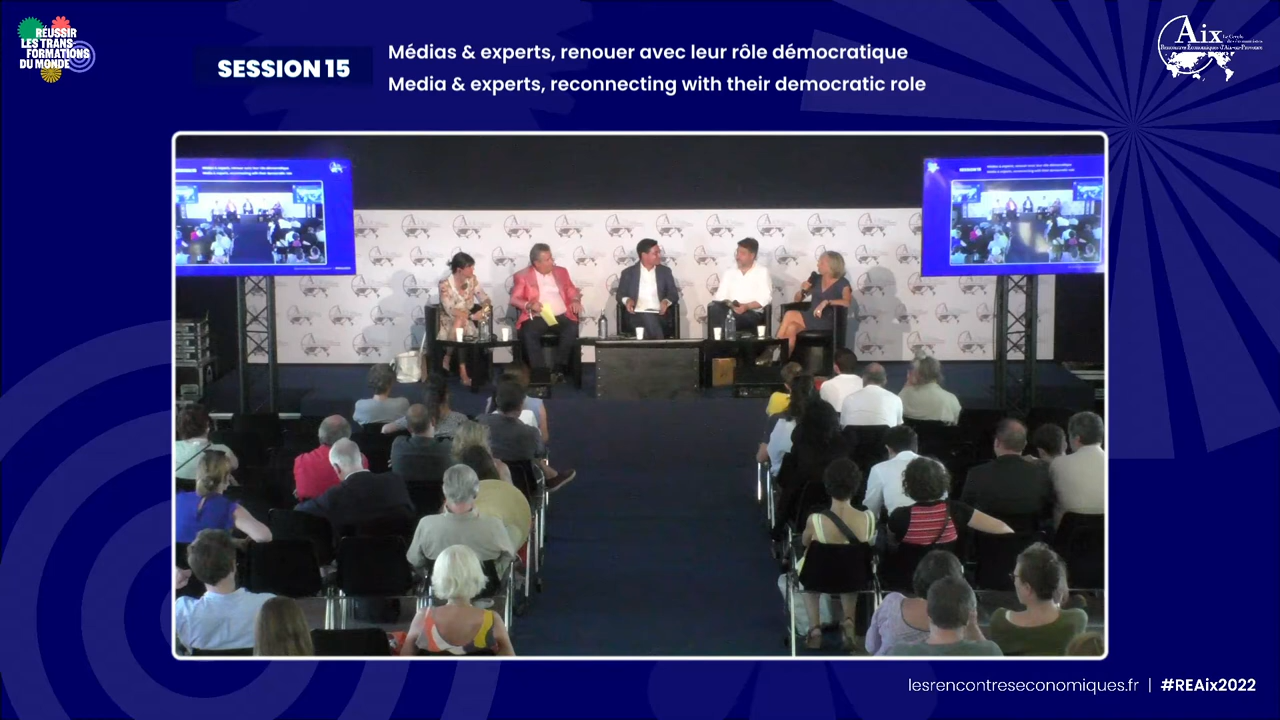 RÉUSSIR
LES TRANS
FORMATIONS
DU MONDE
SESSION 15
Médias & experts, renouer avec leur rôle démocratique
Media & experts, reconnecting with their democratic role
Aix
lesrencontreseconomiques.fr | #REAix2022